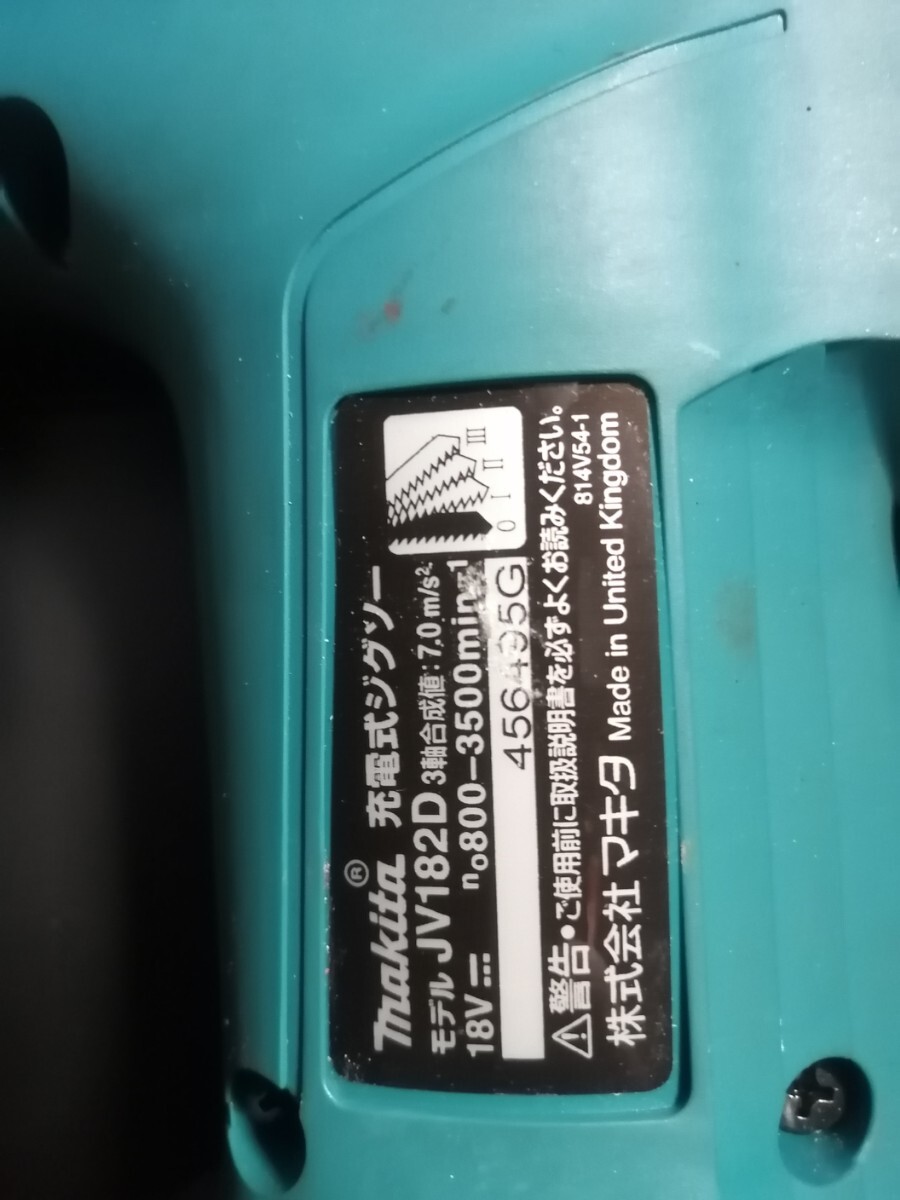 makita® 充電式ジグソー
モデル JV182D 3軸合成値:7.0 m/s²
18V n₀800-3500min⁻¹
0 I II III
456495G
警告●ご使用前に取扱説明書を必ずよくお読みください。
814V54-1
株式会社 マキタ Made in United Kingdom